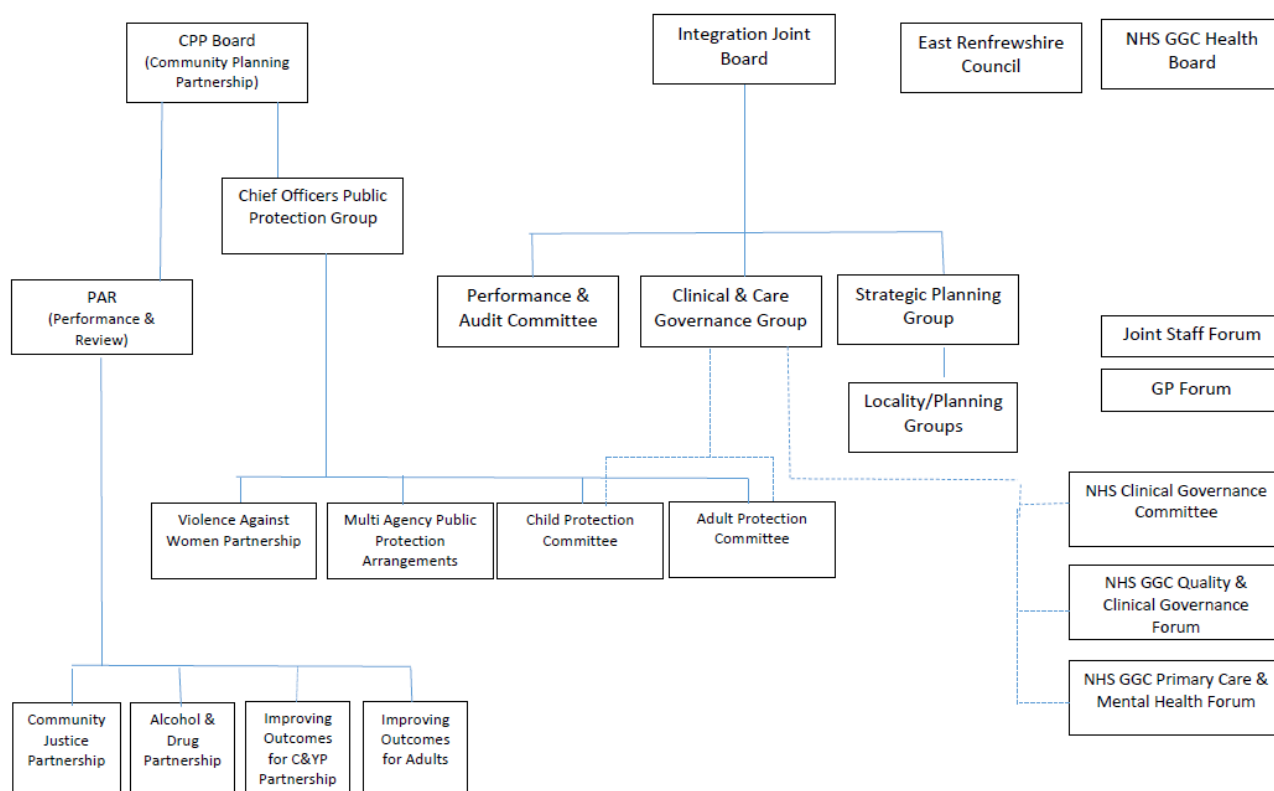 CPP Board
(Community Planning
Partnership)
Integration Joint
Board
East Renfrewshire
Council
NHS GGC Health
Board
Chief Officers Public
Protection Group
PAR
(Performance &
Review)
Performance &
Audit Committee
Clinical & Care
Governance Group
Strategic Planning
Group
Joint Staff Forum
GP Forum
Locality/Planning
Groups
Violence Against
Women Partnership
Multi Agency Public
Protection
Arrangements
Child Protection
Committee
Adult Protection
Committee
NHS Clinical Governance
Committee
NHS GGC Quality &
Clinical Governance
Forum
NHS GGC Primary Care &
Mental Health Forum
Community
Justice
Partnership
Alcohol &
Drug
Partnership
Improving
Outcomes
for C&YP
Partnership
Improving
Outcomes
for Adults